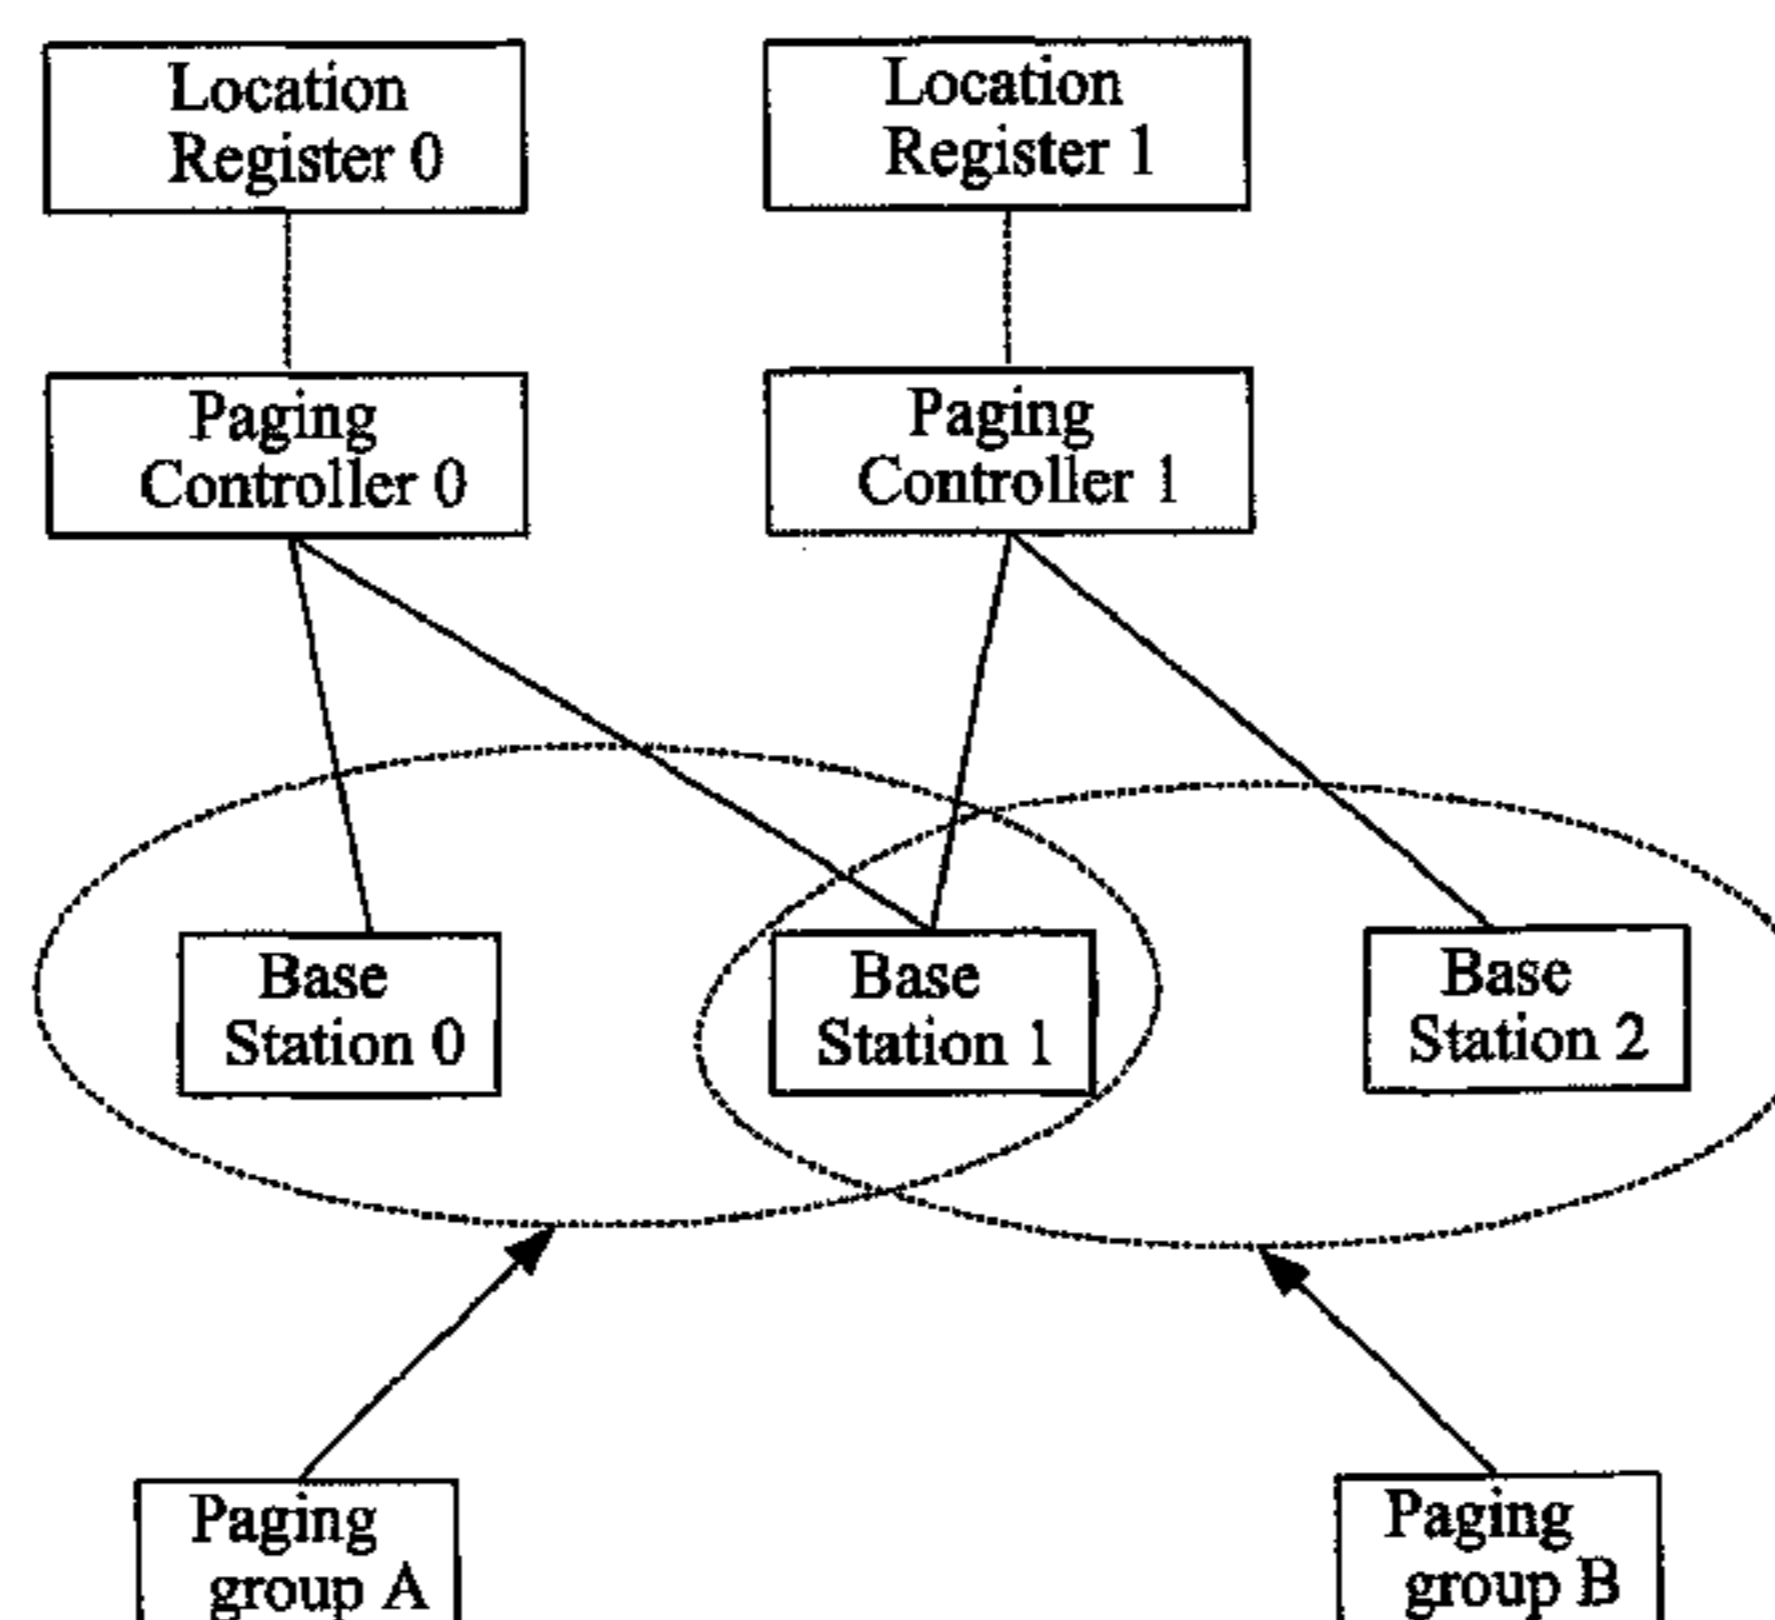 Location
Register 0
Location
Register 1
Paging
Controller 0
Paging
Controller 1
Base
Station 0
Base
Station 1
Base
Station 2
Paging
group A
Paging
group B